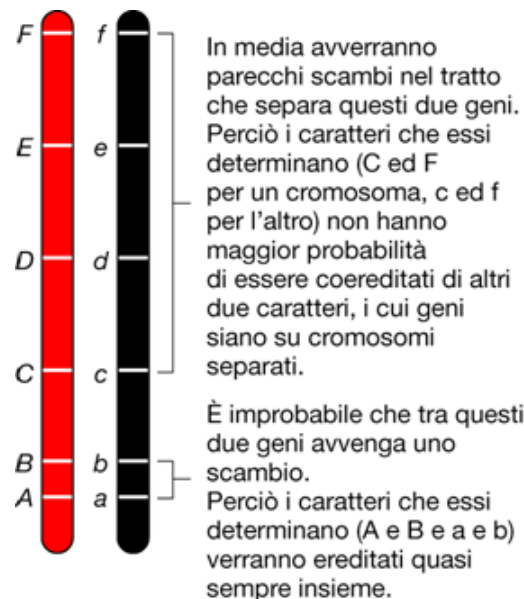 F f
In media avverranno
parecchi scambi nel tratto
che separa questi due geni.
E e
Perciò i caratteri che essi
determinano (C ed F
per un cromosoma, c ed f
per l'altro) non hanno
D d
maggior probabilità
di essere coereditati di altri
due caratteri, i cui geni
siano su cromosomi
C c
separati.
È improbabile che tra questi
due geni avvenga uno
B b
scambio.
A a
Perciò i caratteri che essi
determinano (A e B e a e b)
verranno ereditati quasi
sempre insieme.